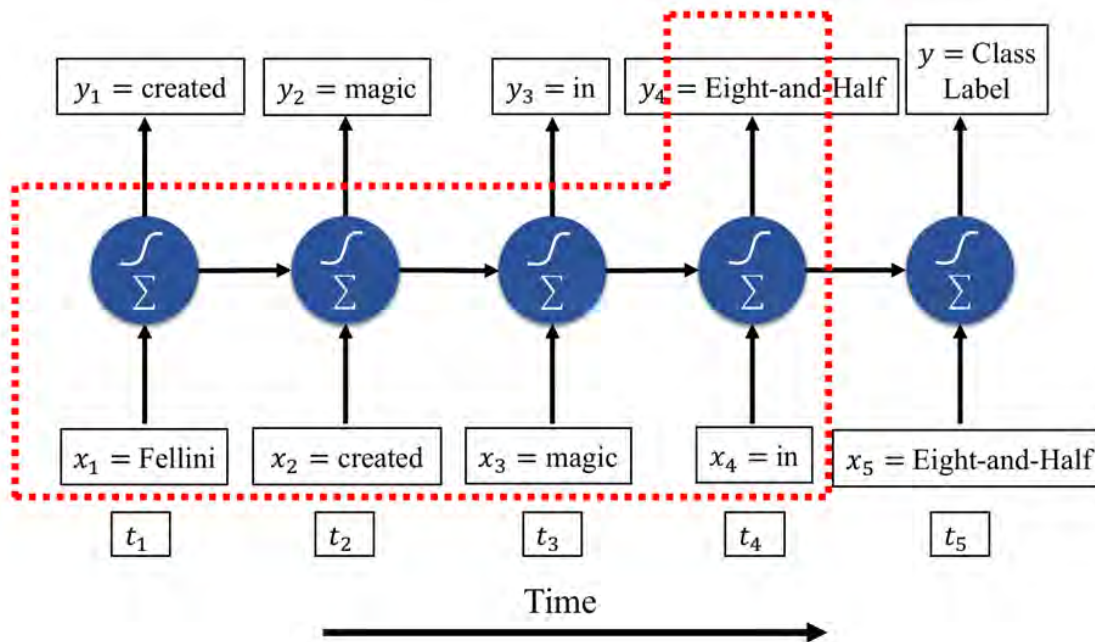 y₁ = created
y₂ = magic
y₃ = in
y₄ = Eight-and-Half
y = Class
Label
∑
∑
∑
∑
∑
x₁ = Fellini
x₂ = created
x₃ = magic
x₄ = in
x₅ = Eight-and-Half
t₁
t₂
t₃
t₄
t₅
Time